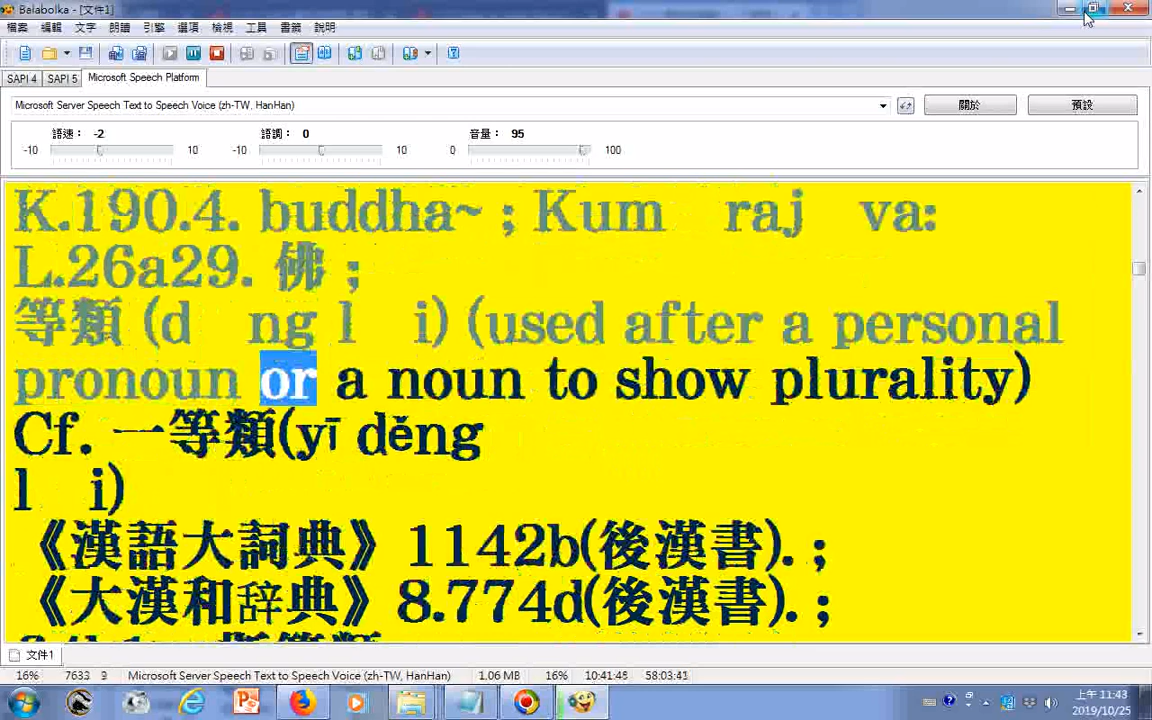 Balabolka - [文件1]
檔案 編輯 文字 朗讀 引擎 選項 檢視 工具 書籤 說明
SAPI 4 SAPI 5 Microsoft Speech Platform
Microsoft Server Speech Text to Speech Voice (zh-TW, HanHan) 關於 預設
語速： -2 語調： 0 音量： 95
-10 10 -10 10 0 100
K.190.4. buddha~ ; Kum raj va:
L.26a29. 佛 ;
等類 (d ng l i) (used after a personal
pronoun or a noun to show plurality)
Cf. 一等類(yī děng
l i)
《漢語大詞典》 1142b(後漢書). ;
《大漢和辞典》 8.774d(後漢書). ;
文件1
16% 7633 Microsoft Server Speech Text to Speech Voice (zh-TW, HanHan) 1.06 MB 16% 10:41:45 58:03:41
上午 11:43
2019/10/25